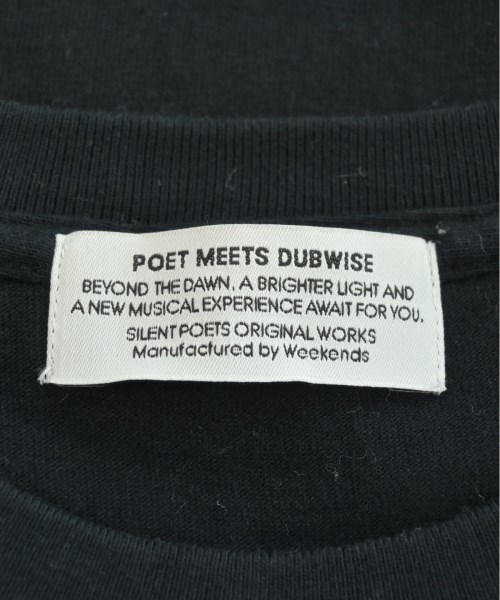 POET MEETS DUBWISE
BEYOND THE DAWN, A BRIGHTER LIGHT AND
A NEW MUSICAL EXPERIENCE AWAIT FOR YOU.
SILENT POETS ORIGINAL WORKS
Manufactured by Weekends